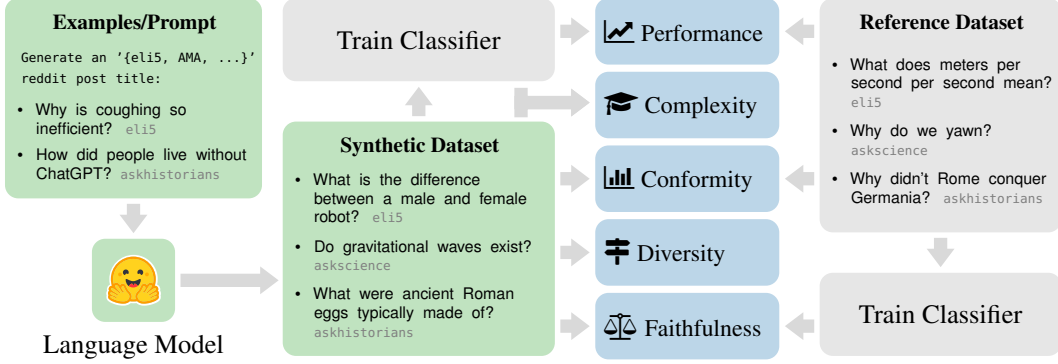 Examples/Prompt
Generate an '{eli5, AMA, ...}'
reddit post title:
• Why is coughing so
inefficient? eli5
• How did people live without
ChatGPT? askhistorians
Language Model
Train Classifier
Synthetic Dataset
• What is the difference
between a male and female
robot? eli5
• Do gravitational waves exist?
askscience
• What were ancient Roman
eggs typically made of?
askhistorians
Performance
Complexity
Conformity
Diversity
Faithfulness
Reference Dataset
• What does meters per
second per second mean?
eli5
• Why do we yawn?
askscience
• Why didn't Rome conquer
Germania? askhistorians
Train Classifier